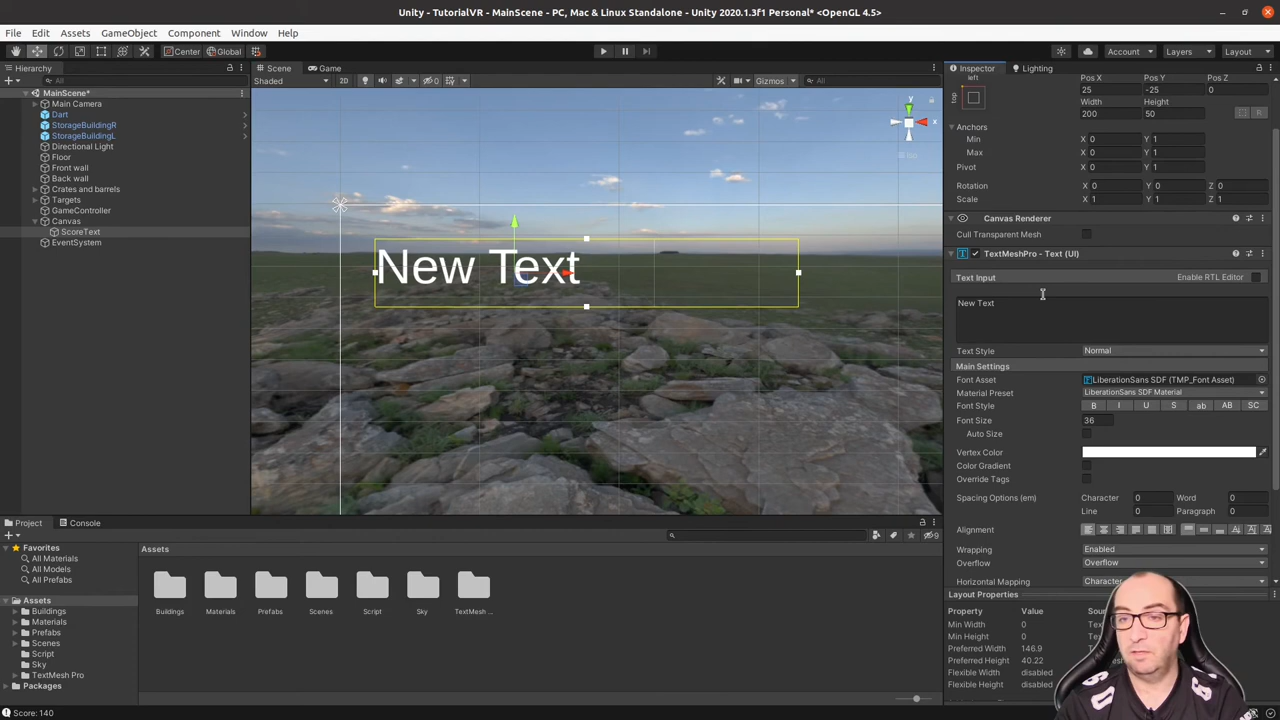 Unity - TutorialVR - MainScene - PC, Mac & Linux Standalone - Unity 2020.1.3f1 Personal* <OpenGL 4.5>
File Edit Assets GameObject Component Window Help
Center Global Account Layers Layout
Hierarchy
All
MainScene*
Main Camera
Dart
StorageBuildingR
StorageBuildingL
Directional Light
Floor
Front wall
Back wall
Crates and barrels
Targets
GameController
Canvas
ScoreText
EventSystem
Scene Game
Shaded 2D 0 Gizmos All
y
x
New Text
Inspector Lighting
left Pos X Pos Y Pos Z
top 25 -25 0
Width Height
200 50
Anchors
Min X 0 Y 1
Max X 0 Y 1
Pivot X 0 Y 1
Rotation X 0 Y 0 Z 0
Scale X 1 Y 1 Z 1
Canvas Renderer
Cull Transparent Mesh
TextMeshPro - Text (UI)
Text Input Enable RTL Editor
New Text
Text Style Normal
Main Settings
Font Asset LiberationSans SDF (TMP_Font Asset)
Material Preset LiberationSans SDF Material
Font Style B I U S ab AB SC
Font Size 36
Auto Size
Vertex Color
Color Gradient
Override Tags
Spacing Options (em) Character 0 Word 0
Line 0 Paragraph 0
Alignment
Wrapping Enabled
Overflow Overflow
Horizontal Mapping Character
Layout Properties
Property Value
Min Width 0
Min Height 0
Preferred Width 146.9
Preferred Height 40.22
Flexible Width disabled
Flexible Height disabled
Project Console
9
Favorites
All Materials
All Models
All Prefabs
Assets
Buildings
Materials
Prefabs
Scenes
Script
Sky
TextMesh Pro
Packages
Assets
Buildings Materials Prefabs Scenes Script Sky TextMesh ...
Score: 140